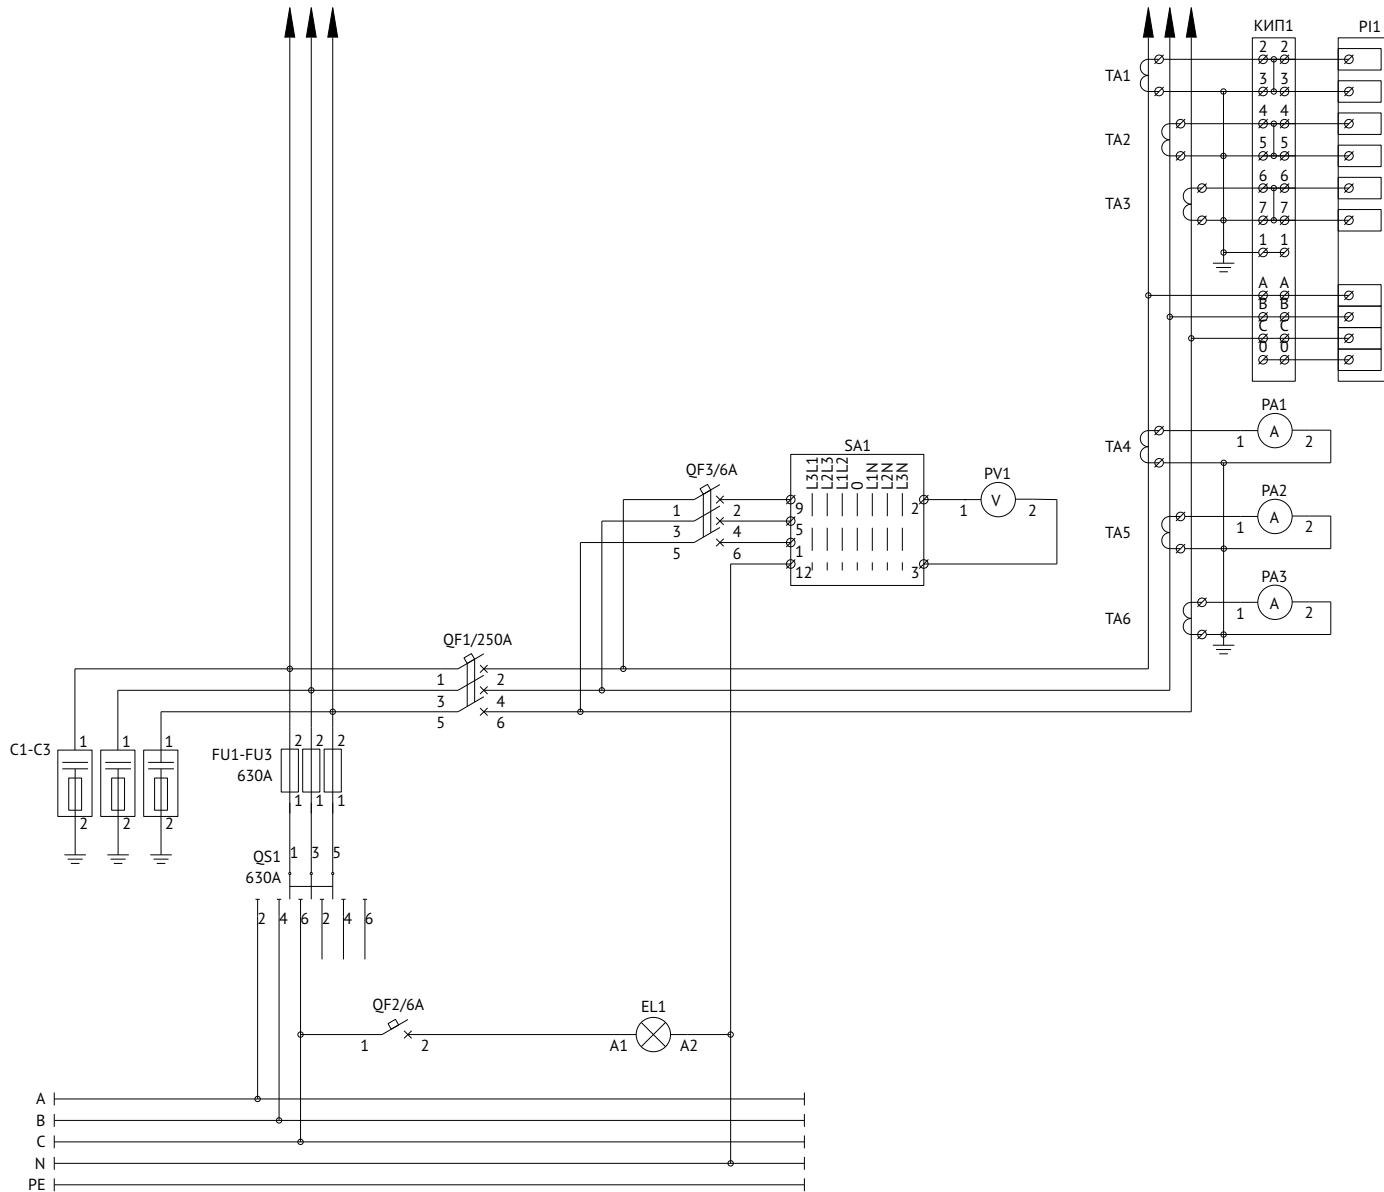 КИП1
PI1
2 2
TA1
3 3
4 4
TA2
5 5
6 6
TA3
7 7
1 1
A A
B B
C C
0 0
PA1
A
1 2
TA4
SA1
L3L1 L2L3 L1L2 0 L1N L2N L3N
QF3/6A
PV1
V
1 2
9 2
1 2
5
3 4
1
5 6
12 3
PA2
A
1 2
TA5
PA3
A
1 2
TA6
QF1/250A
1 2
3 4
5 6
C1-C3
1 1 1
2 2 2
FU1-FU3
630A
2 2 2
1 1 1
QS1
630A
1 3 5
2 4 6 2 4 6
QF2/6A
1 2
EL1
A1 A2
A
B
C
N
PE